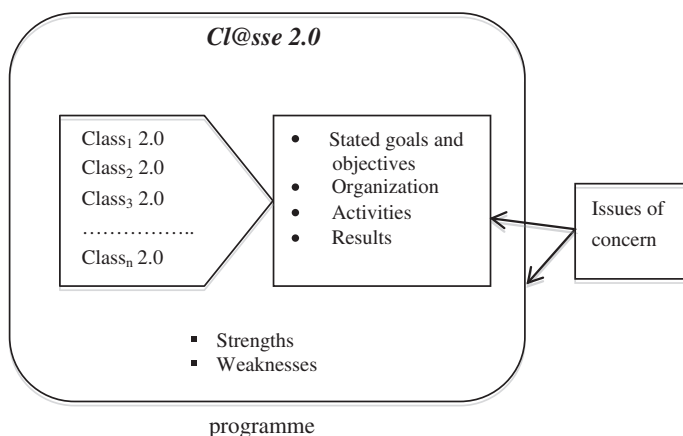 Cl@sse 2.0
Class₁ 2.0
Class₂ 2.0
Class₃ 2.0
……………..
Classₙ 2.0
• Stated goals and
objectives
• Organization
• Activities
• Results
Issues of
concern
▪ Strengths
▪ Weaknesses
programme